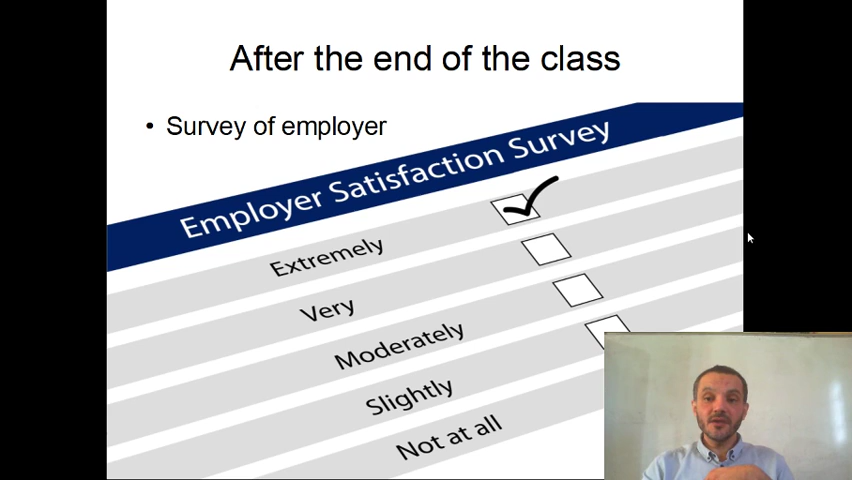 After the end of the class
• Survey of employer
Employer Satisfaction Survey
Extremely
Very
Moderately
Slightly
Not at all